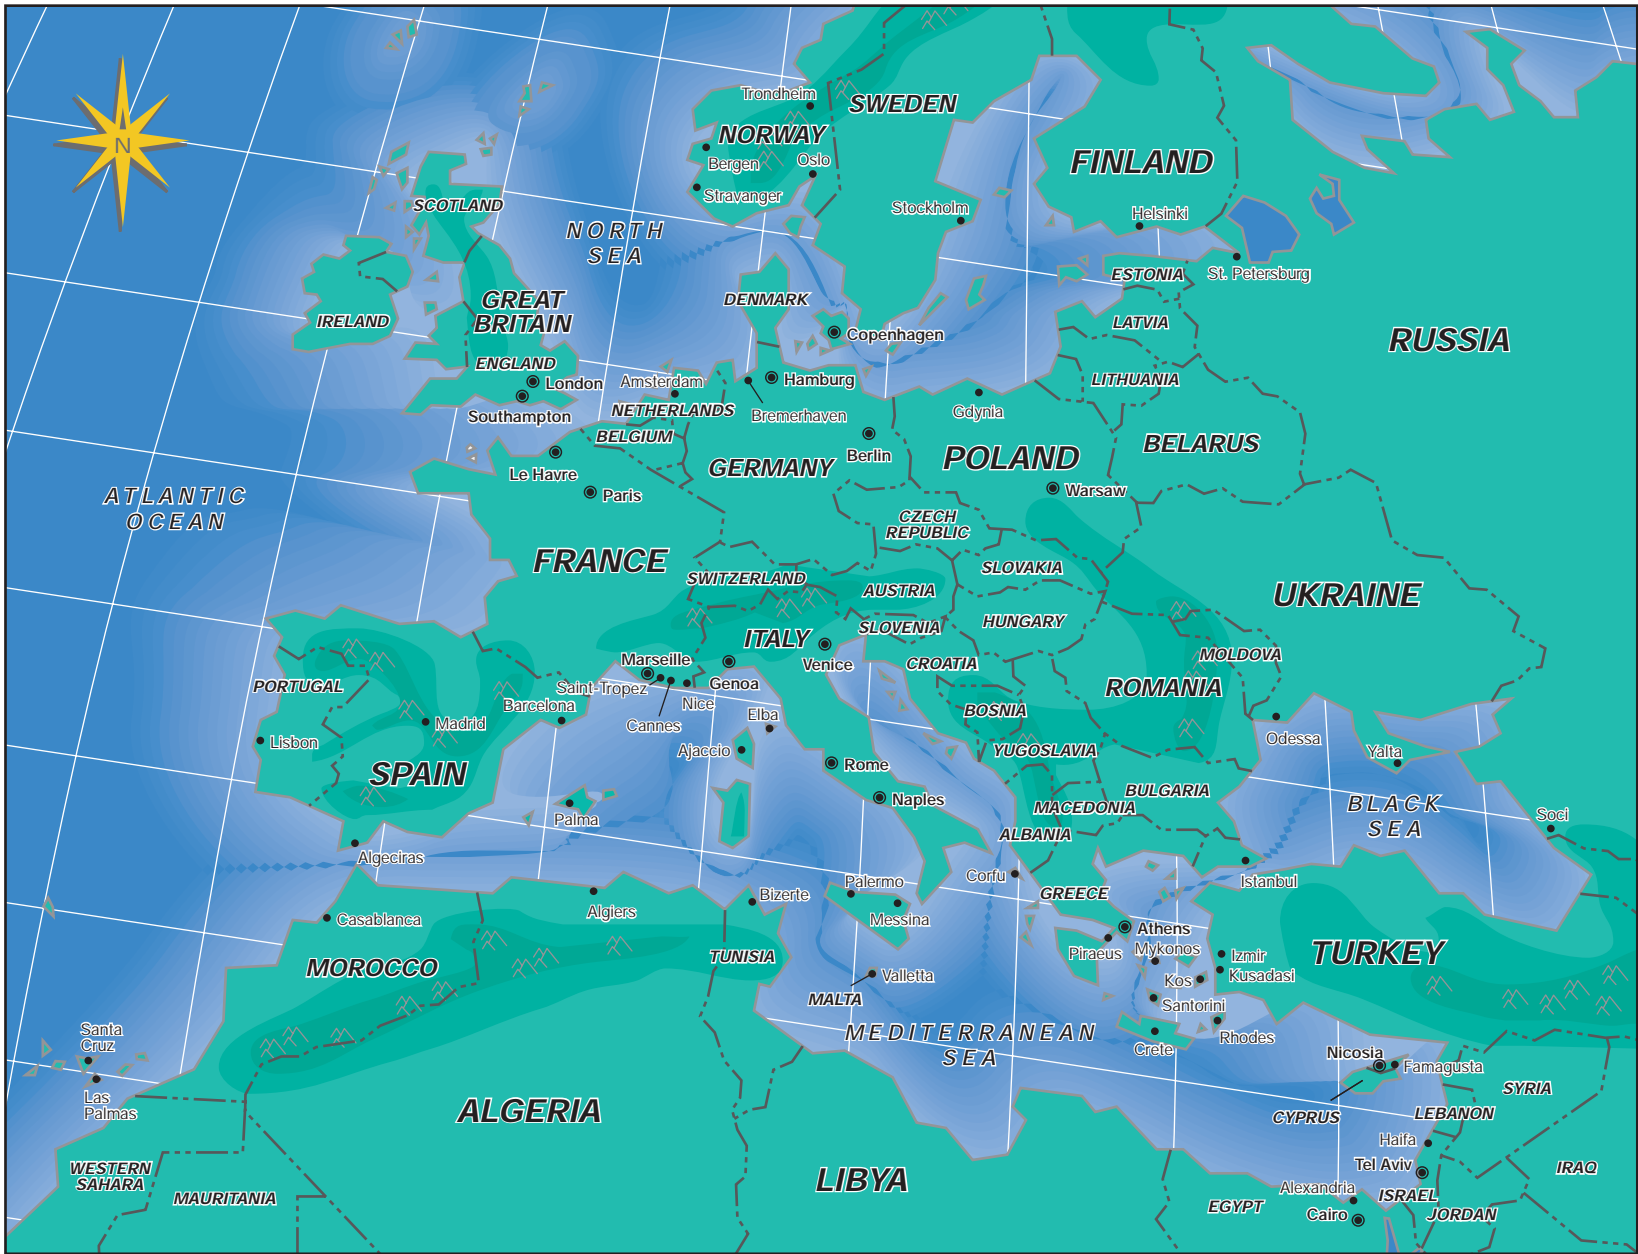 N
Trondheim
SWEDEN
NORWAY
Bergen
Oslo
Stravanger
FINLAND
Stockholm
Helsinki
SCOTLAND
NORTH
SEA
ESTONIA
St. Petersburg
DENMARK
GREAT
BRITAIN
IRELAND
LATVIA
Copenhagen
RUSSIA
ENGLAND
London
Amsterdam
Hamburg
LITHUANIA
Southampton
NETHERLANDS
Bremerhaven
Gdynia
BELGIUM
Berlin
BELARUS
POLAND
GERMANY
Le Havre
Paris
Warsaw
ATLANTIC
OCEAN
CZECH
REPUBLIC
FRANCE
SLOVAKIA
SWITZERLAND
AUSTRIA
UKRAINE
HUNGARY
SLOVENIA
ITALY
MOLDOVA
Marseille
Venice
CROATIA
PORTUGAL
Saint-Tropez
Genoa
ROMANIA
Barcelona
Nice
BOSNIA
Cannes
Elba
Madrid
Lisbon
Ajaccio
YUGOSLAVIA
Odessa
Yalta
SPAIN
Rome
BULGARIA
Naples
MACEDONIA
BLACK
SEA
Palma
ALBANIA
Soci
Algeciras
Corfu
Palermo
Istanbul
Bizerte
GREECE
Algiers
Casablanca
Messina
Athens
Piraeus
Mykonos
Izmir
TURKEY
TUNISIA
MOROCCO
Valletta
Kos
Kusadasi
MALTA
Santorini
MEDITERRANEAN
SEA
Santa
Cruz
Rhodes
Crete
Nicosia
Famagusta
Las
Palmas
SYRIA
ALGERIA
CYPRUS
LEBANON
Haifa
WESTERN
SAHARA
Tel Aviv
IRAQ
LIBYA
Alexandria
ISRAEL
MAURITANIA
EGYPT
Cairo
JORDAN